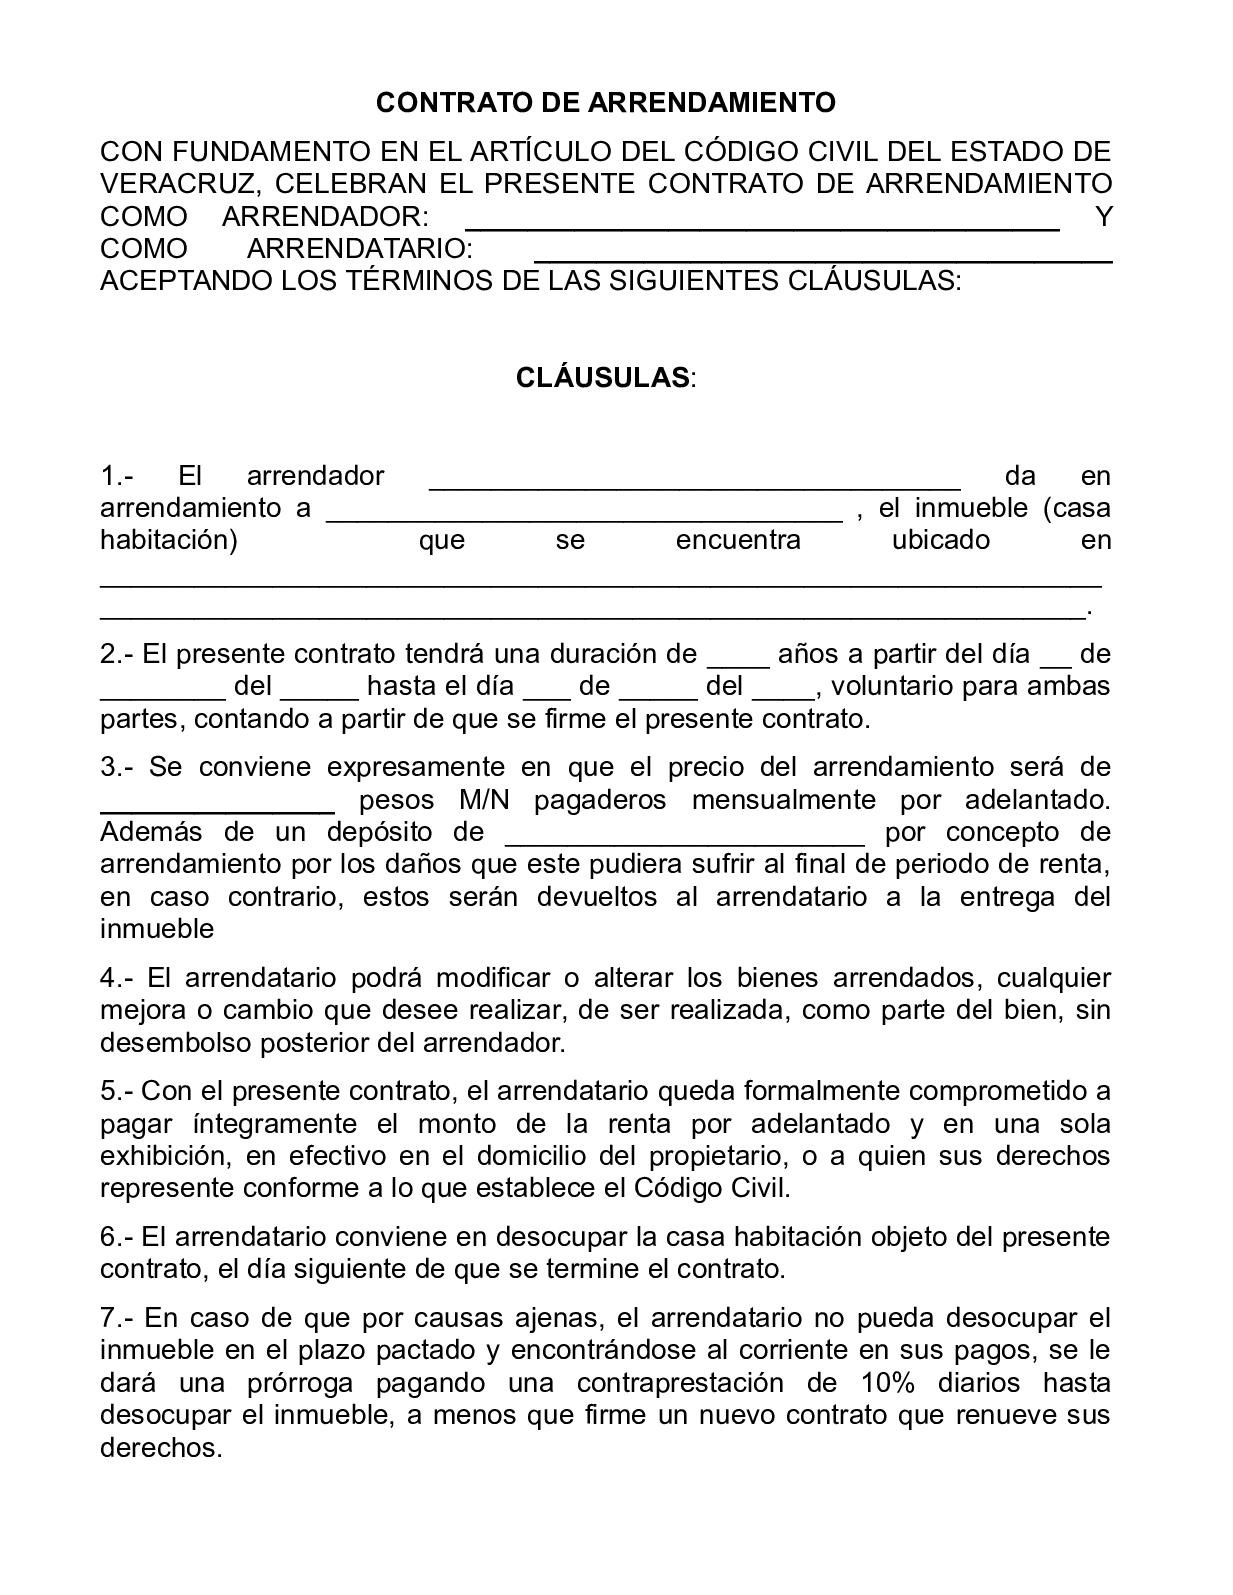 CONTRATO DE ARRENDAMIENTO
CON FUNDAMENTO EN EL ARTÍCULO DEL CÓDIGO CIVIL DEL ESTADO DE
VERACRUZ, CELEBRAN EL PRESENTE CONTRATO DE ARRENDAMIENTO
COMO ARRENDADOR: ______________________________________ Y
COMO ARRENDATARIO: _____________________________________
ACEPTANDO LOS TÉRMINOS DE LAS SIGUIENTES CLÁUSULAS:
CLÁUSULAS:
1.- El arrendador __________________________________ da en
arrendamiento a _________________________________ , el inmueble (casa
habitación) que se encuentra ubicado en
________________________________________________________________
_______________________________________________________________.
2.- El presente contrato tendrá una duración de ____ años a partir del día __ de
________ del _____ hasta el día ___ de _____ del ____, voluntario para ambas
partes, contando a partir de que se firme el presente contrato.
3.- Se conviene expresamente en que el precio del arrendamiento será de
_______________ pesos M/N pagaderos mensualmente por adelantado.
Además de un depósito de _______________________ por concepto de
arrendamiento por los daños que este pudiera sufrir al final de periodo de renta,
en caso contrario, estos serán devueltos al arrendatario a la entrega del
inmueble
4.- El arrendatario podrá modificar o alterar los bienes arrendados, cualquier
mejora o cambio que desee realizar, de ser realizada, como parte del bien, sin
desembolso posterior del arrendador.
5.- Con el presente contrato, el arrendatario queda formalmente comprometido a
pagar íntegramente el monto de la renta por adelantado y en una sola
exhibición, en efectivo en el domicilio del propietario, o a quien sus derechos
represente conforme a lo que establece el Código Civil.
6.- El arrendatario conviene en desocupar la casa habitación objeto del presente
contrato, el día siguiente de que se termine el contrato.
7.- En caso de que por causas ajenas, el arrendatario no pueda desocupar el
inmueble en el plazo pactado y encontrándose al corriente en sus pagos, se le
dará una prórroga pagando una contraprestación de 10% diarios hasta
desocupar el inmueble, a menos que firme un nuevo contrato que renueve sus
derechos.